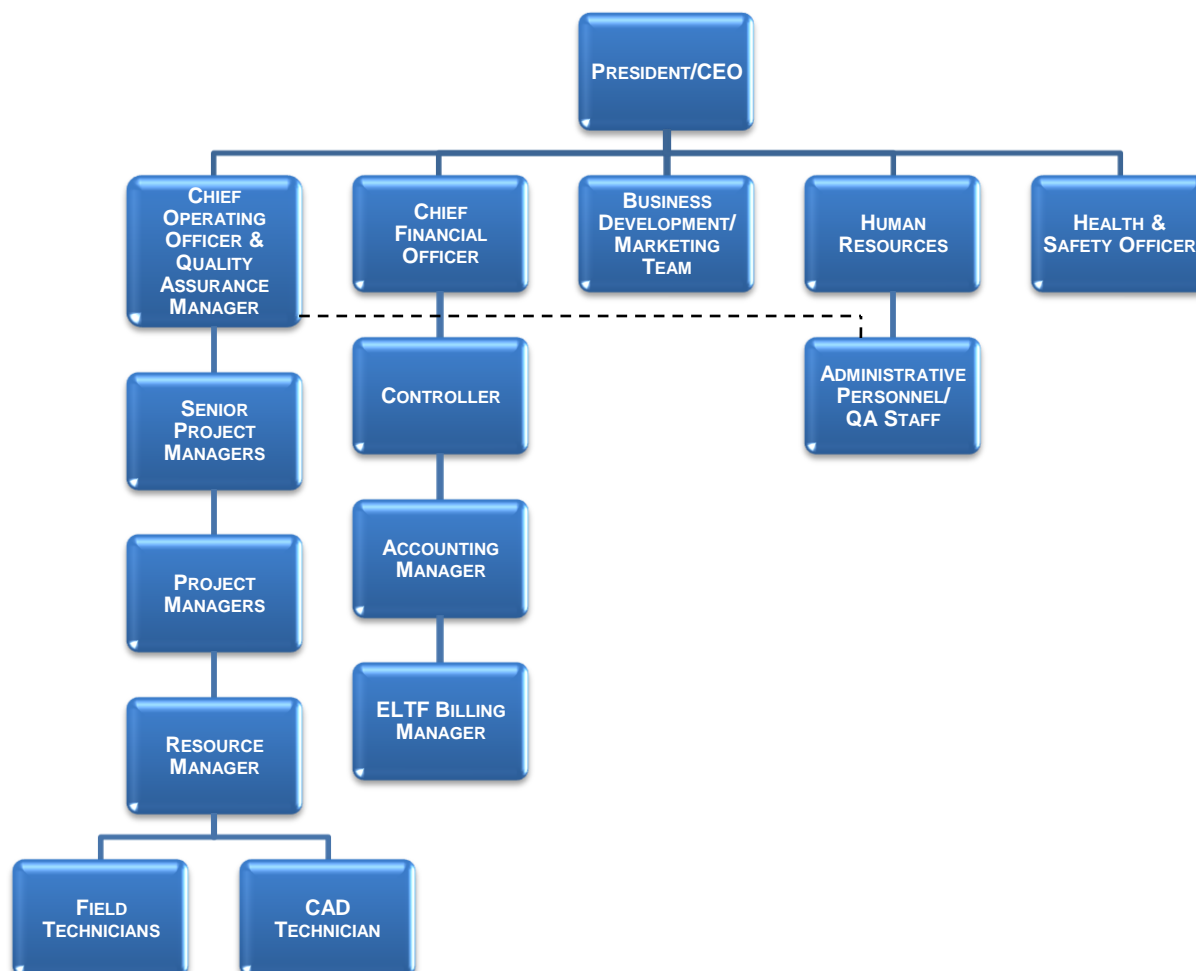 PRESIDENT/CEO
CHIEF
OPERATING
OFFICER &
QUALITY
ASSURANCE
MANAGER
CHIEF
FINANCIAL
OFFICER
BUSINESS
DEVELOPMENT/
MARKETING
TEAM
HUMAN
RESOURCES
HEALTH &
SAFETY OFFICER
SENIOR
PROJECT
MANAGERS
CONTROLLER
ADMINISTRATIVE
PERSONNEL/
QA STAFF
PROJECT
MANAGERS
ACCOUNTING
MANAGER
RESOURCE
MANAGER
ELTF BILLING
MANAGER
FIELD
TECHNICIANS
CAD
TECHNICIAN